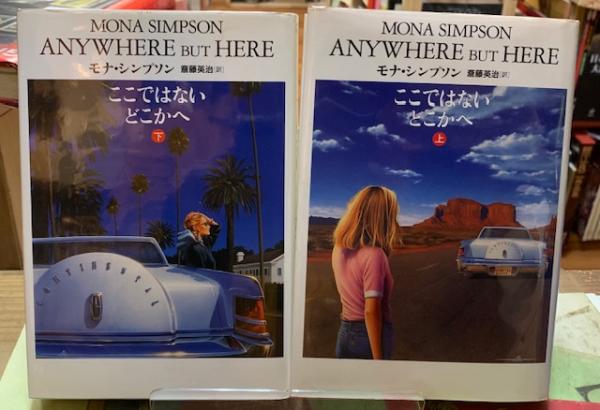 MONA SIMPSON
ANYWHERE BUT HERE
モナ・シンプソン 斎藤英治[訳]
ここではない
どこかへ
下
CONTINENTAL
MONA SIMPSON
ANYWHERE BUT HERE
モナ・シンプソン 斎藤英治[訳]
ここではない
どこかへ
上